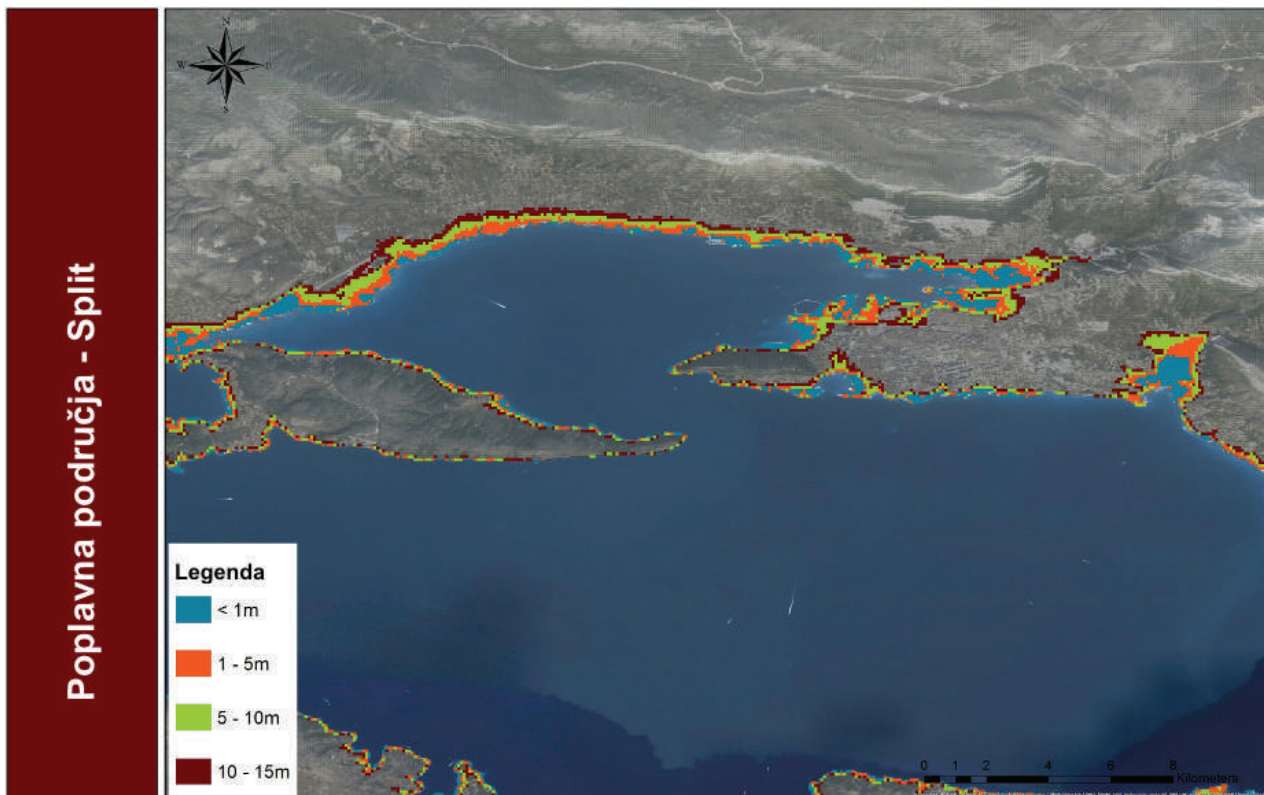 Poplavna područja - Split
N
W
S
Legenda
< 1m
1 - 5m
5 - 10m
10 - 15m
0 1 2 4 6 8
Kilometers